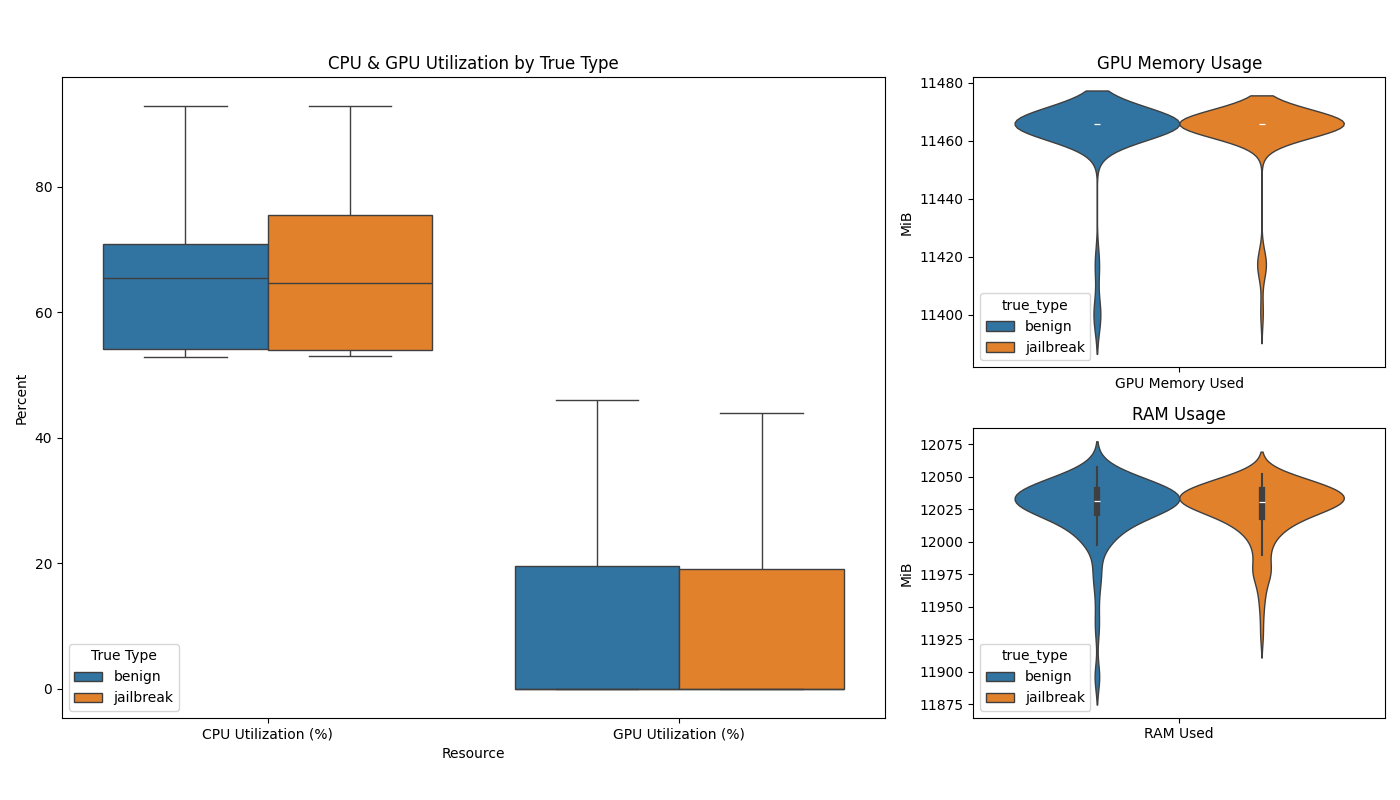 CPU & GPU Utilization by True Type
Percent
80
60
40
20
0
True Type
benign
jailbreak
CPU Utilization (%)
GPU Utilization (%)
Resource
GPU Memory Usage
MiB
11480
11460
11440
11420
11400
true_type
benign
jailbreak
GPU Memory Used
RAM Usage
MiB
12075
12050
12025
12000
11975
11950
11925
11900
11875
true_type
benign
jailbreak
RAM Used